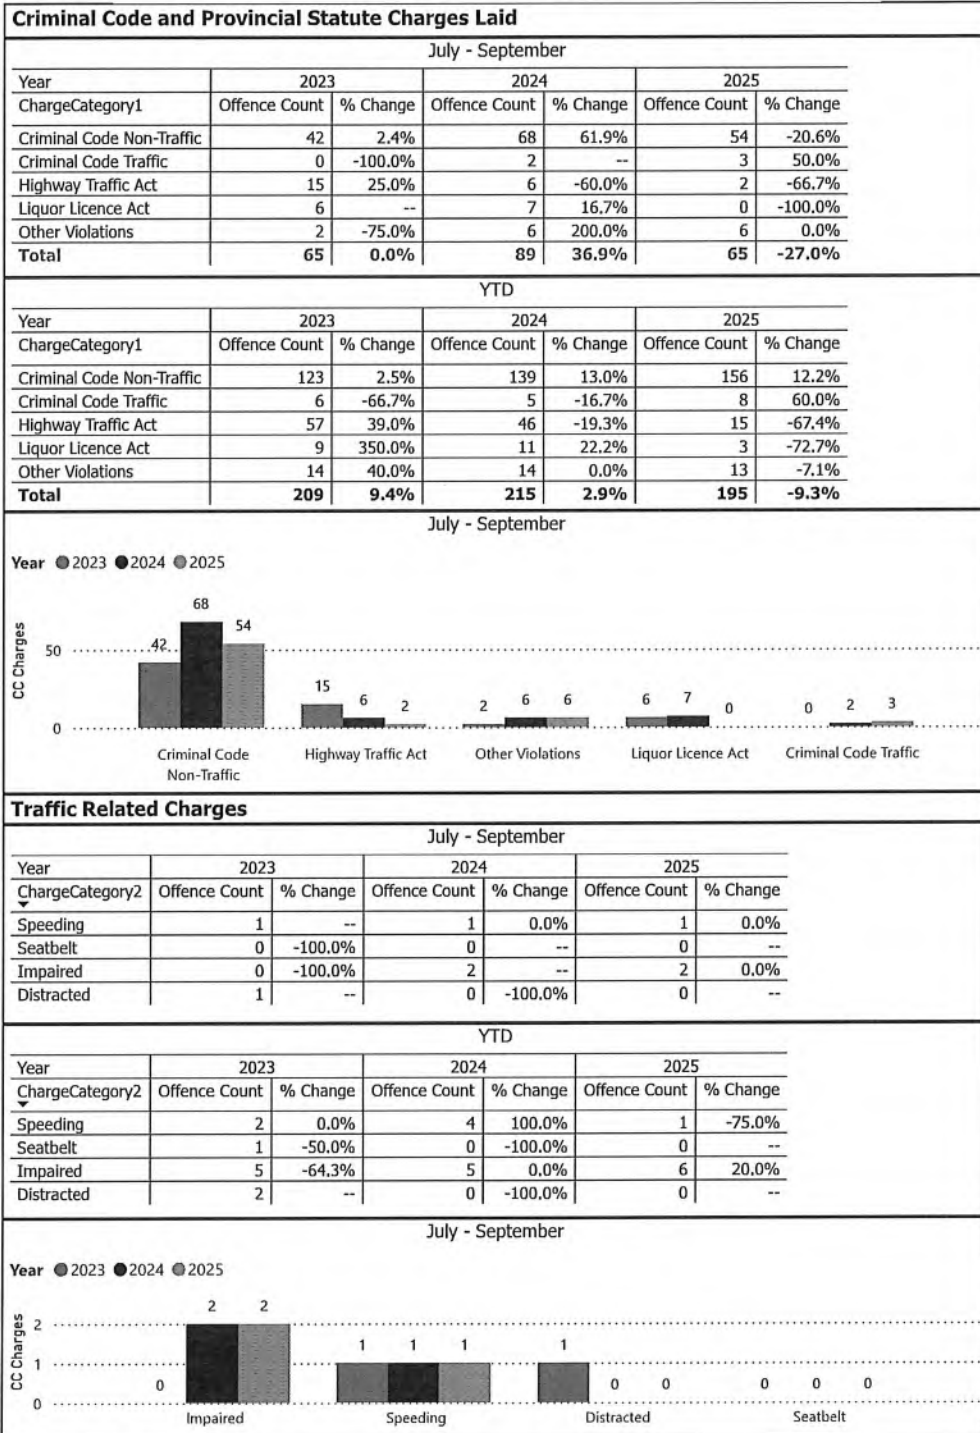 Criminal Code and Provincial Statute Charges Laid
July - September
Year 2023 2024 2025
ChargeCategory1 Offence Count % Change Offence Count % Change Offence Count % Change
Criminal Code Non-Traffic 42 2.4% 68 61.9% 54 -20.6%
Criminal Code Traffic 0 -100.0% 2 -- 3 50.0%
Highway Traffic Act 15 25.0% 6 -60.0% 2 -66.7%
Liquor Licence Act 6 -- 7 16.7% 0 -100.0%
Other Violations 2 -75.0% 6 200.0% 6 0.0%
Total 65 0.0% 89 36.9% 65 -27.0%
YTD
Year 2023 2024 2025
ChargeCategory1 Offence Count % Change Offence Count % Change Offence Count % Change
Criminal Code Non-Traffic 123 2.5% 139 13.0% 156 12.2%
Criminal Code Traffic 6 -66.7% 5 -16.7% 8 60.0%
Highway Traffic Act 57 39.0% 46 -19.3% 15 -67.4%
Liquor Licence Act 9 350.0% 11 22.2% 3 -72.7%
Other Violations 14 40.0% 14 0.0% 13 -7.1%
Total 209 9.4% 215 2.9% 195 -9.3%
July - September
Year 2023 2024 2025
CC Charges
50
0
42 68 54
15 6 2
2 6 6
6 7 0
0 2 3
Criminal Code Highway Traffic Act Other Violations Liquor Licence Act Criminal Code Traffic
Non-Traffic
Traffic Related Charges
July - September
Year 2023 2024 2025
ChargeCategory2 Offence Count % Change Offence Count % Change Offence Count % Change
Speeding 1 -- 1 0.0% 1 0.0%
Seatbelt 0 -100.0% 0 -- 0 --
Impaired 0 -100.0% 2 -- 2 0.0%
Distracted 1 -- 0 -100.0% 0 --
YTD
Year 2023 2024 2025
ChargeCategory2 Offence Count % Change Offence Count % Change Offence Count % Change
Speeding 2 0.0% 4 100.0% 1 -75.0%
Seatbelt 1 -50.0% 0 -100.0% 0 --
Impaired 5 -64.3% 5 0.0% 6 20.0%
Distracted 2 -- 0 -100.0% 0 --
July - September
Year 2023 2024 2025
CC Charges
2
1
0
0 2 2
1 1 1
1 0 0
0 0 0
Impaired Speeding Distracted Seatbelt